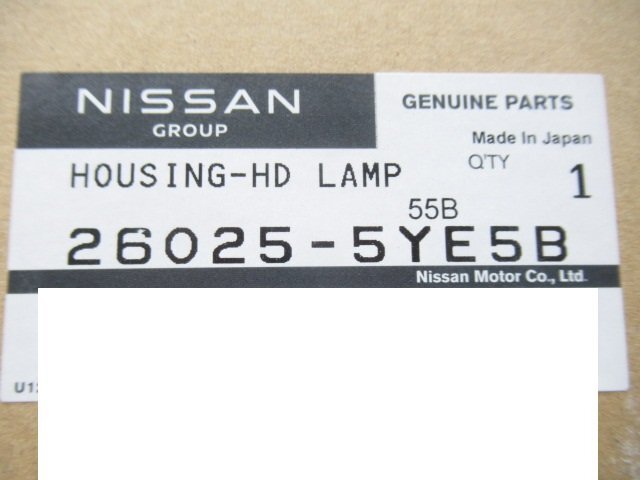 NISSAN
GROUP
GENUINE PARTS
Made In Japan
HOUSING-HD LAMP
Q'TY
1
55B
26025-5YE5B
Nissan Motor Co., Ltd.